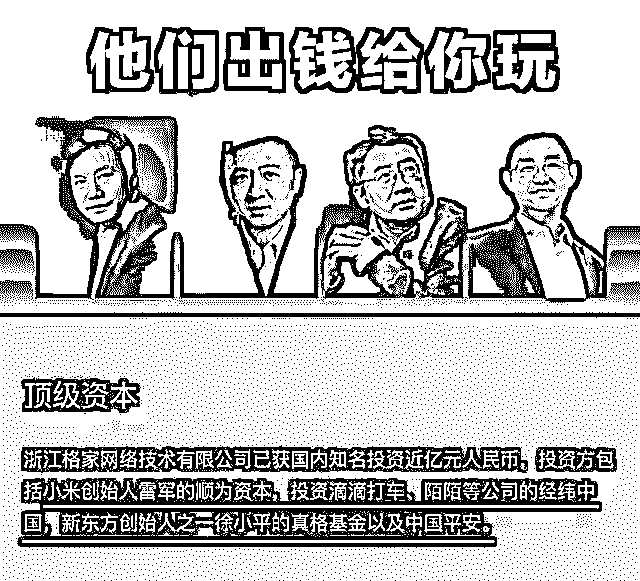 他们出钱给你玩
顶级资本
浙江格家网络技术有限公司已获国内知名投资近亿元人民币，投资方包
括小米创始人雷军的顺为资本、投资滴滴打车、陌陌等公司的经纬中
国，新东方创始人之一徐小平的真格基金以及中国平安。